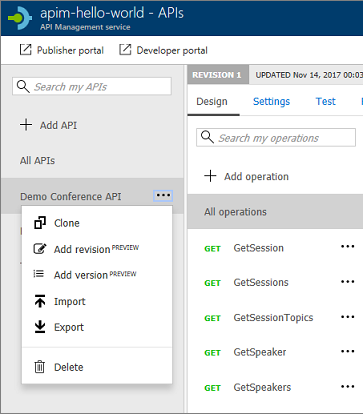 apim-hello-world - APIs
API Management service
Publisher portal
Developer portal
Search my APIs
Add API
All APIs
Demo Conference API
Clone
Add revision PREVIEW
Add version PREVIEW
Import
Export
Delete
REVISION 1
UPDATED Nov 14, 2017 00:03
Design
Settings
Test
Search my operations
Add operation
All operations
GET GetSession
GET GetSessions
GET GetSessionTopics
GET GetSpeaker
GET GetSpeakers